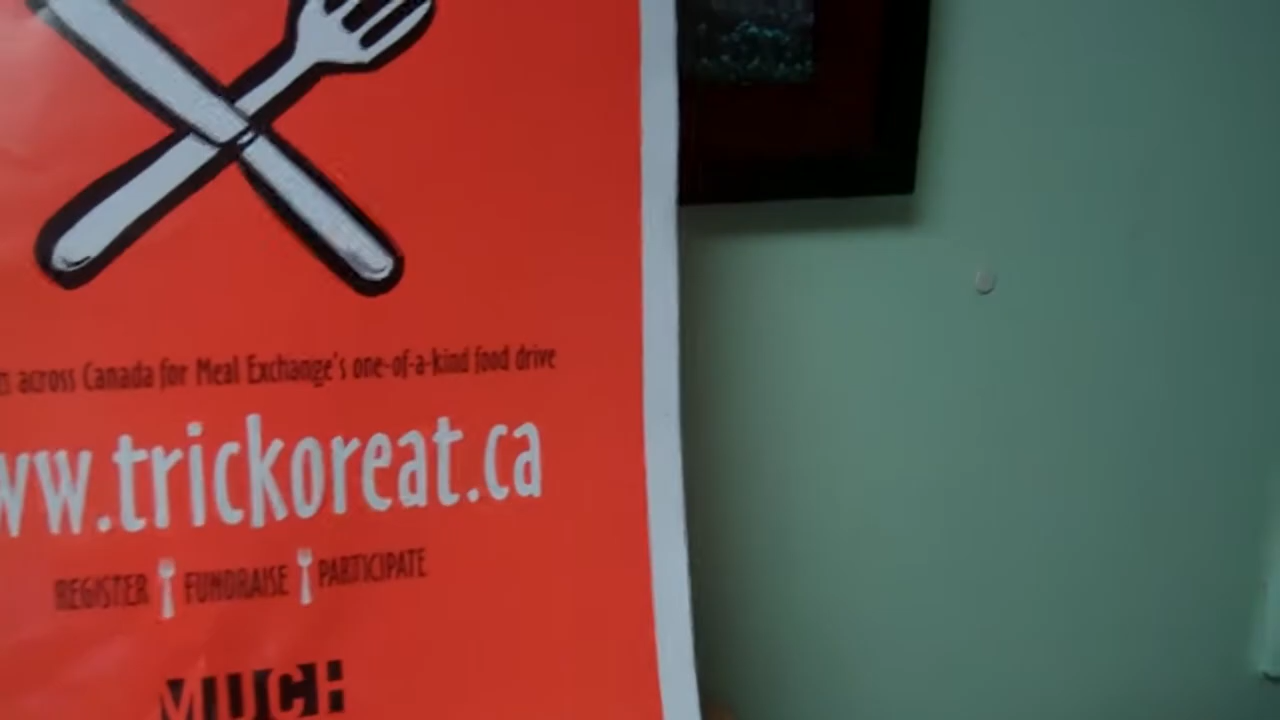 across Canada for Meal Exchange's one-of-a-kind food drive
ww.trickoreat.ca
REGISTER FUNDRAISE PARTICIPATE
MUCH